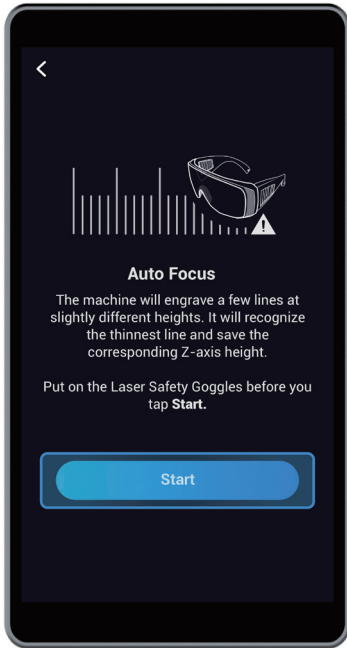 Auto Focus
The machine will engrave a few lines at
slightly different heights. It will recognize
the thinnest line and save the
corresponding Z-axis height.
Put on the Laser Safety Goggles before you
tap Start.
Start